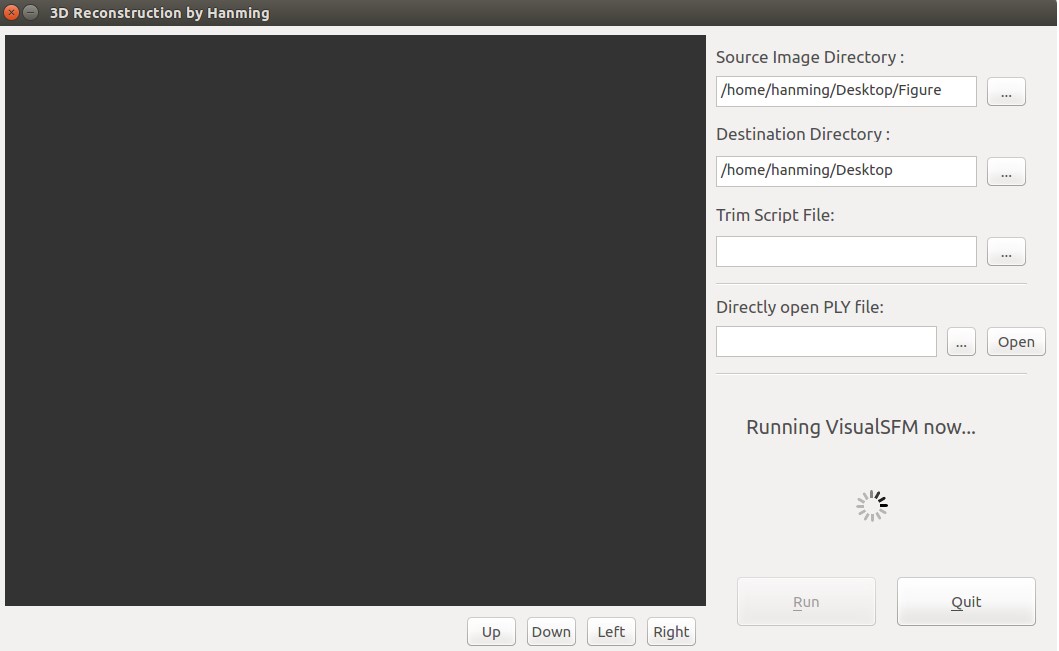 3D Reconstruction by Hanming
Source Image Directory :
/home/hanming/Desktop/Figure
...
Destination Directory :
/home/hanming/Desktop
...
Trim Script File:
...
Directly open PLY file:
...
Open
Running VisualSFM now...
Run
Quit
Up
Down
Left
Right